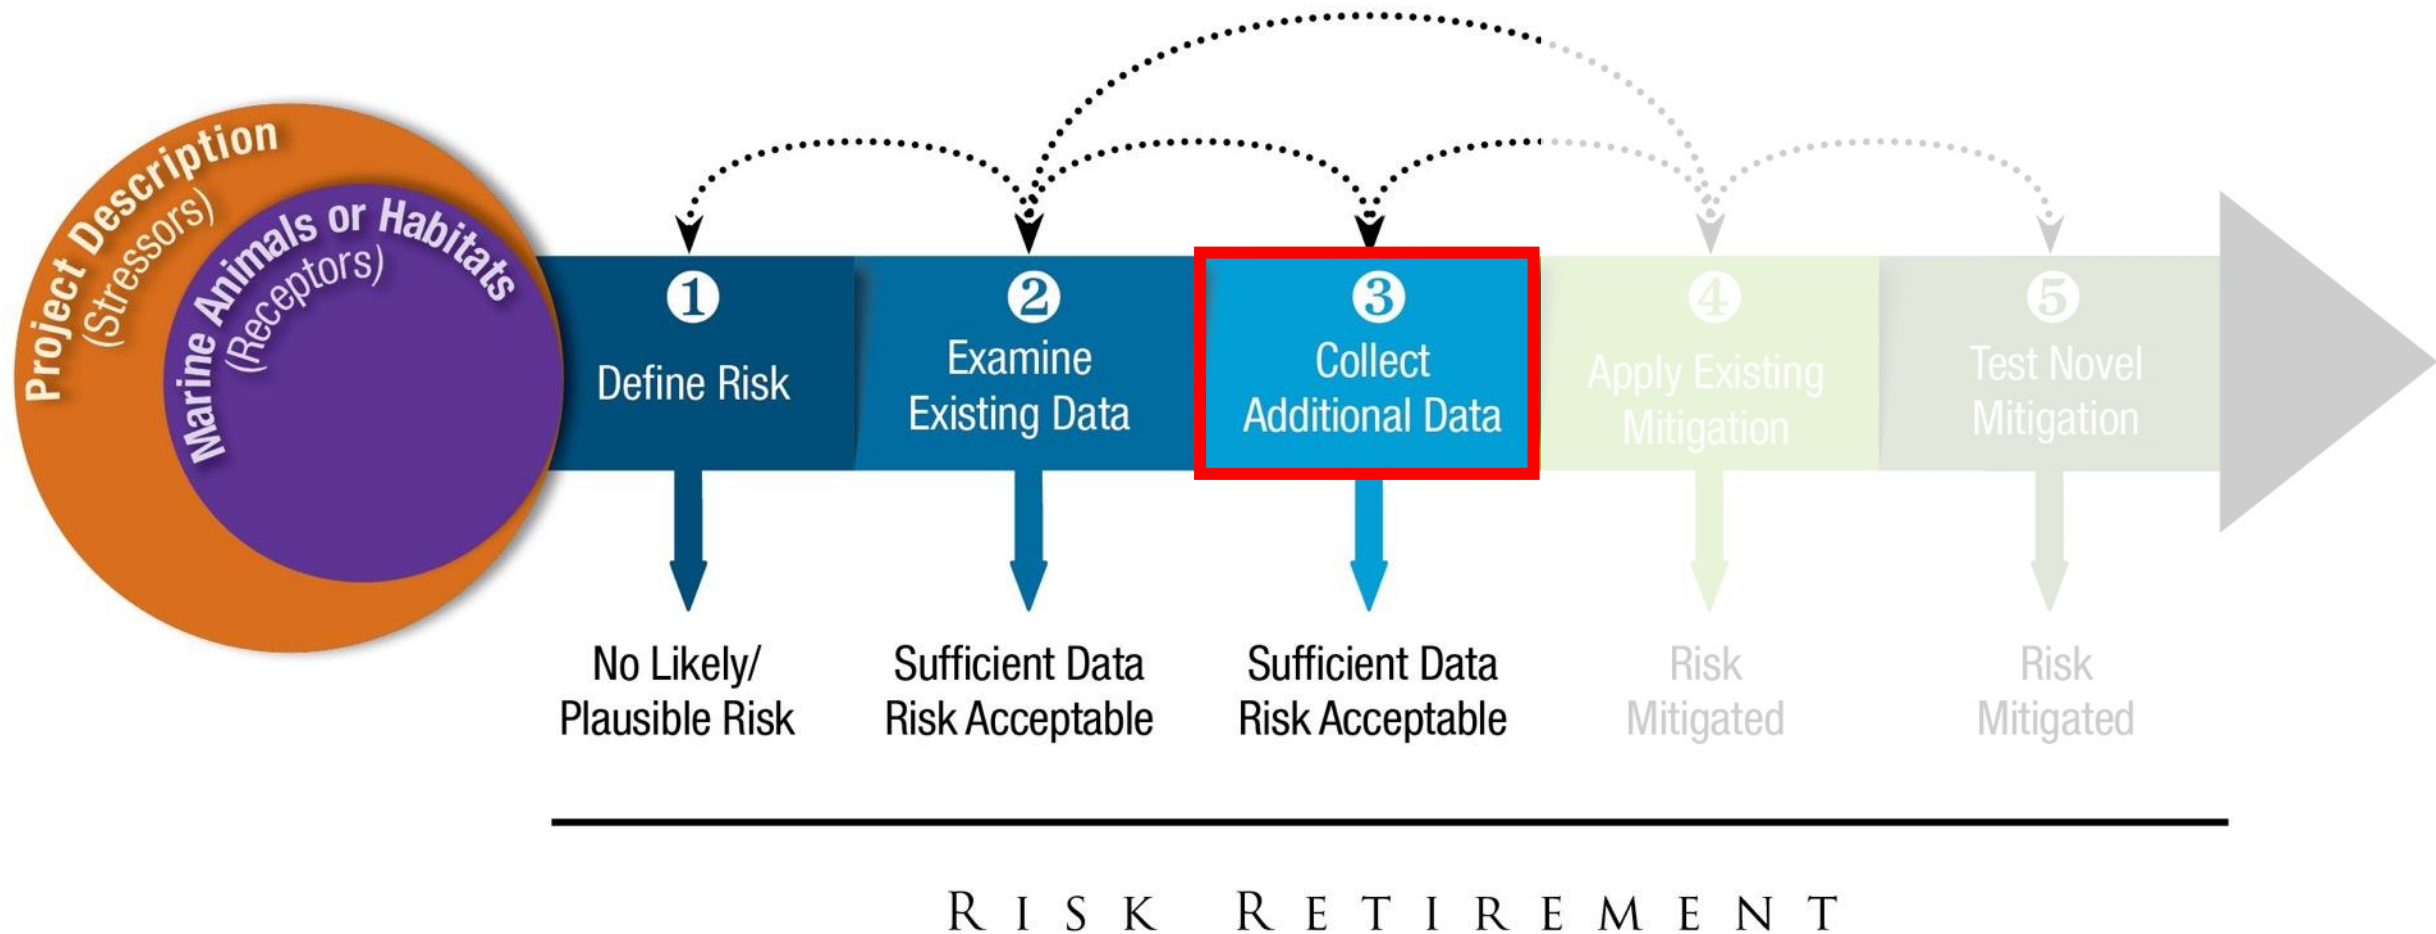 Project Description
(Stressors)
Marine Animals or Habitats
(Receptors)
1
Define Risk
2
Examine
Existing Data
3
Collect
Additional Data
4
Apply Existing
Mitigation
5
Test Novel
Mitigation
No Likely/
Plausible Risk
Sufficient Data
Risk Acceptable
Sufficient Data
Risk Acceptable
Risk
Mitigated
Risk
Mitigated
RISK RETIREMENT